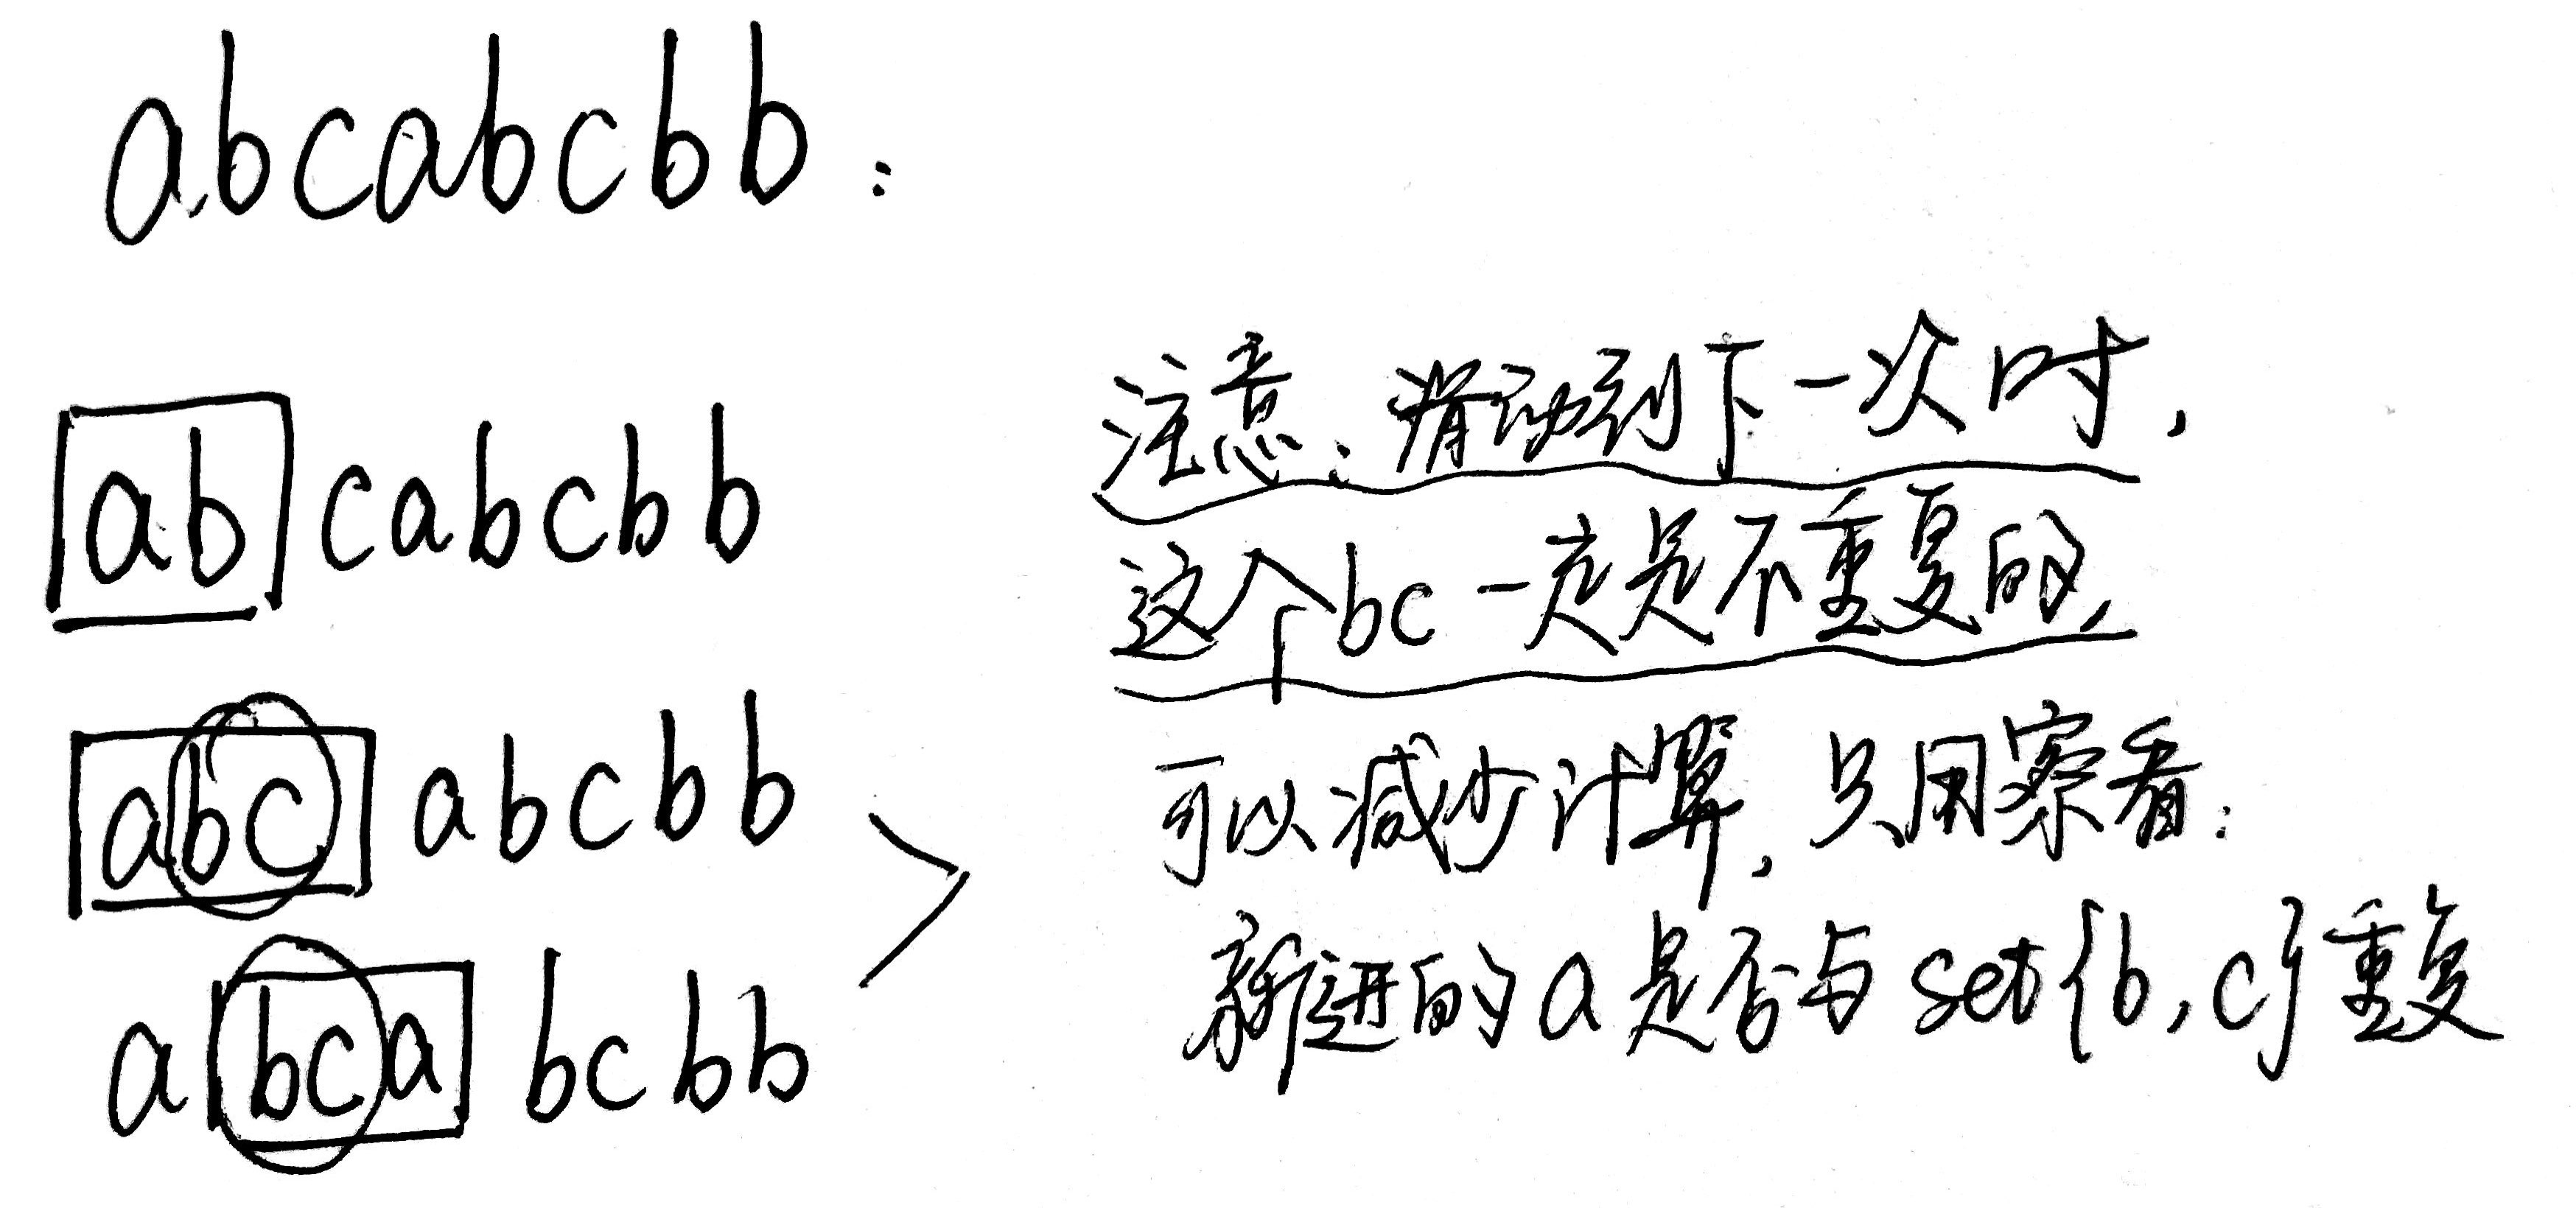 abcabcbb:
ab cabcbb
注意:滑动到下一次时,
这个bc一定是不重复的,
abc abcbb
可以减少计算,只用察看:
a bca bcbb
新进的a是否与set{b,c}重复